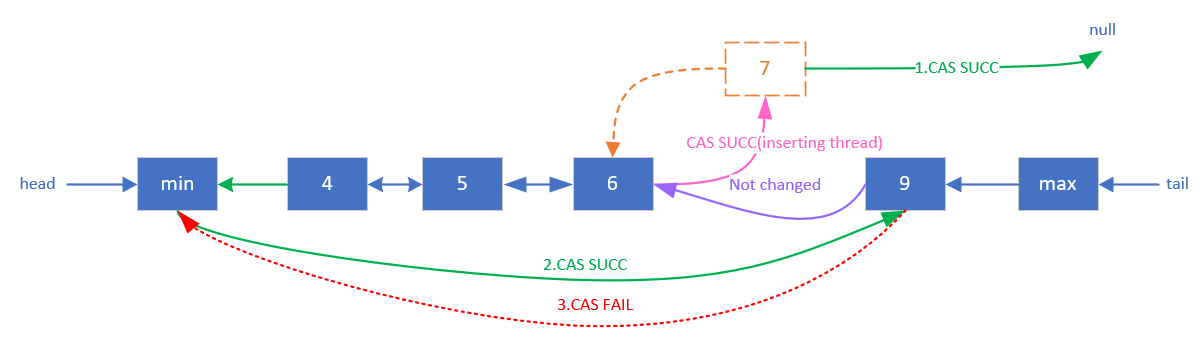 null
7
1.CAS SUCC
CAS SUCC(inserting thread)
head
min
4
5
6
Not changed
9
max
tail
2.CAS SUCC
3.CAS FAIL